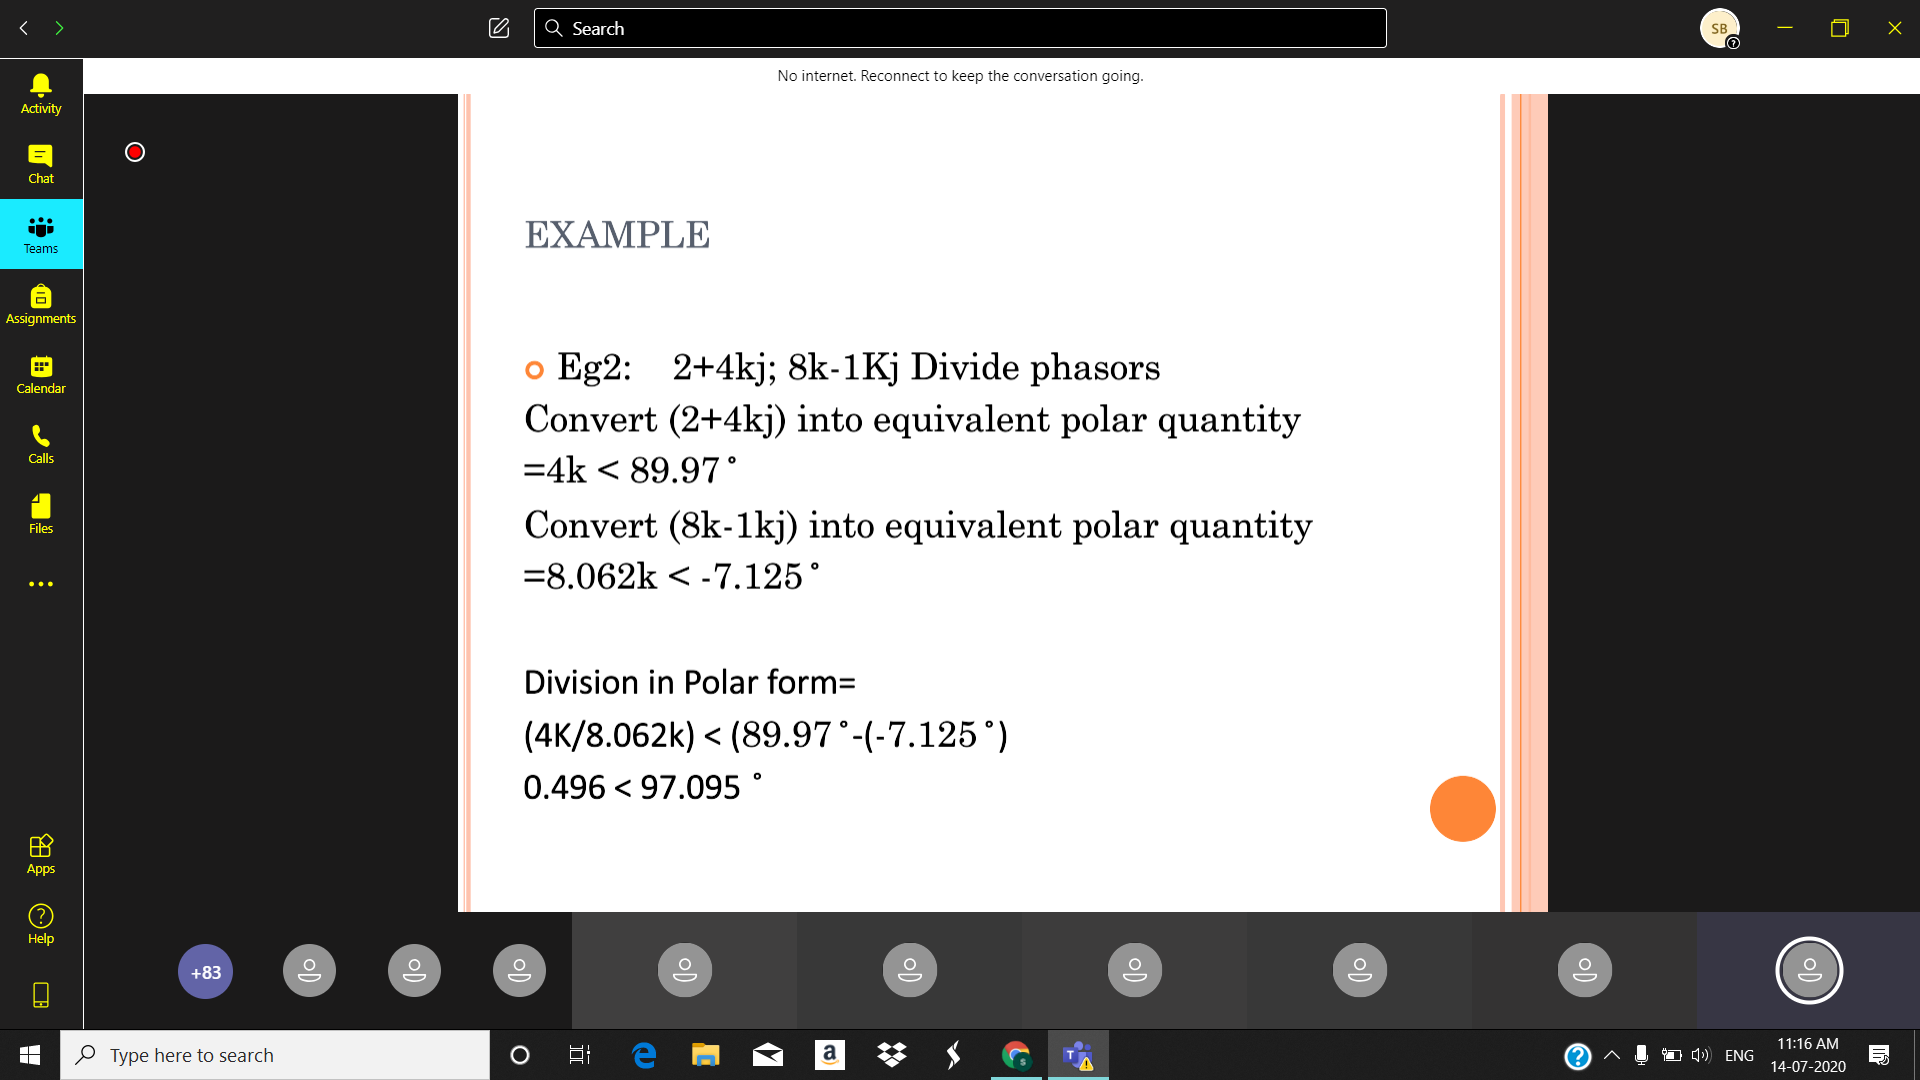 Search
SB
No internet. Reconnect to keep the conversation going.
Activity
Chat
Teams
Assignments
Calendar
Calls
Files
Apps
Help
EXAMPLE
Eg2: 2+4kj; 8k-1Kj Divide phasors
Convert (2+4kj) into equivalent polar quantity
=4k < 89.97˚
Convert (8k-1kj) into equivalent polar quantity
=8.062k < -7.125˚
Division in Polar form=
(4K/8.062k) < (89.97˚-(-7.125˚)
0.496 < 97.095 ˚
+83
Type here to search
ENG
11:16 AM
14-07-2020